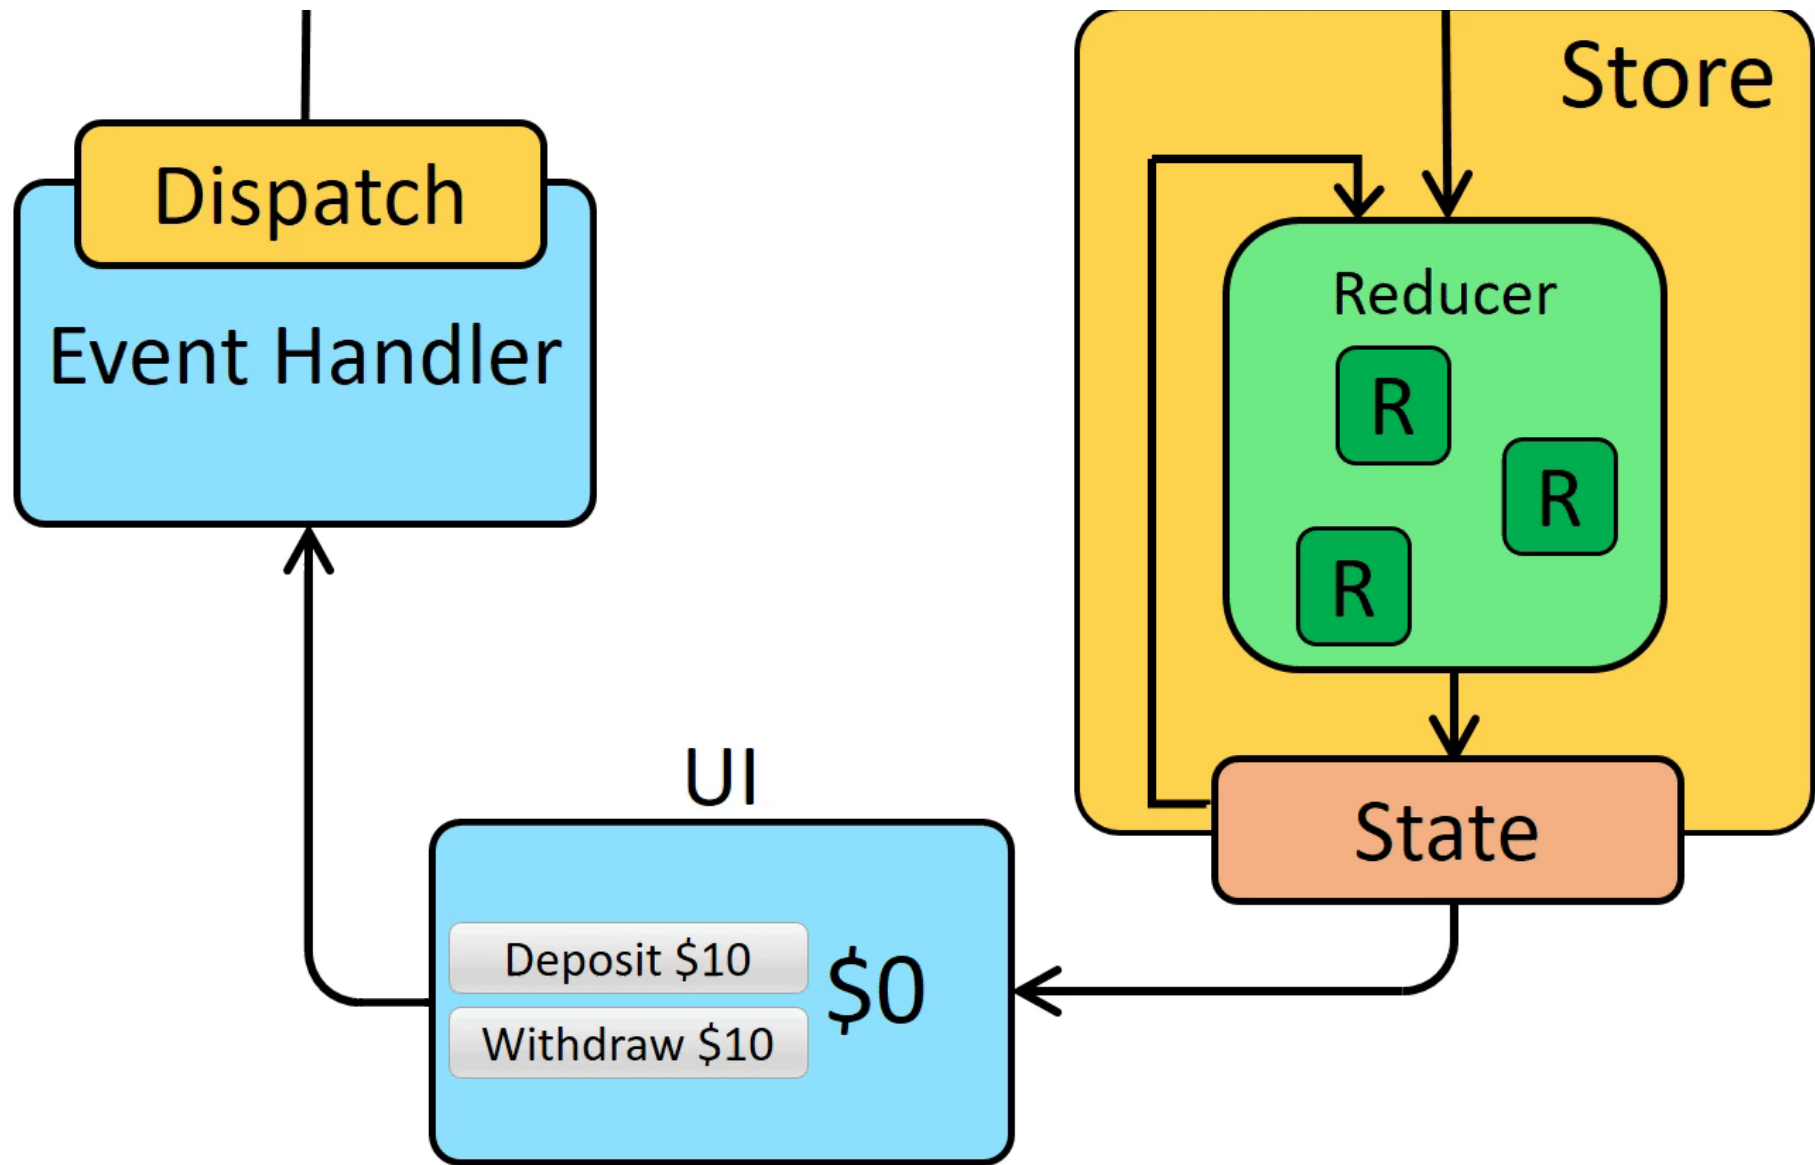 Store
Dispatch
Event Handler
Reducer
R
R
R
State
UI
Deposit $10
$0
Withdraw $10